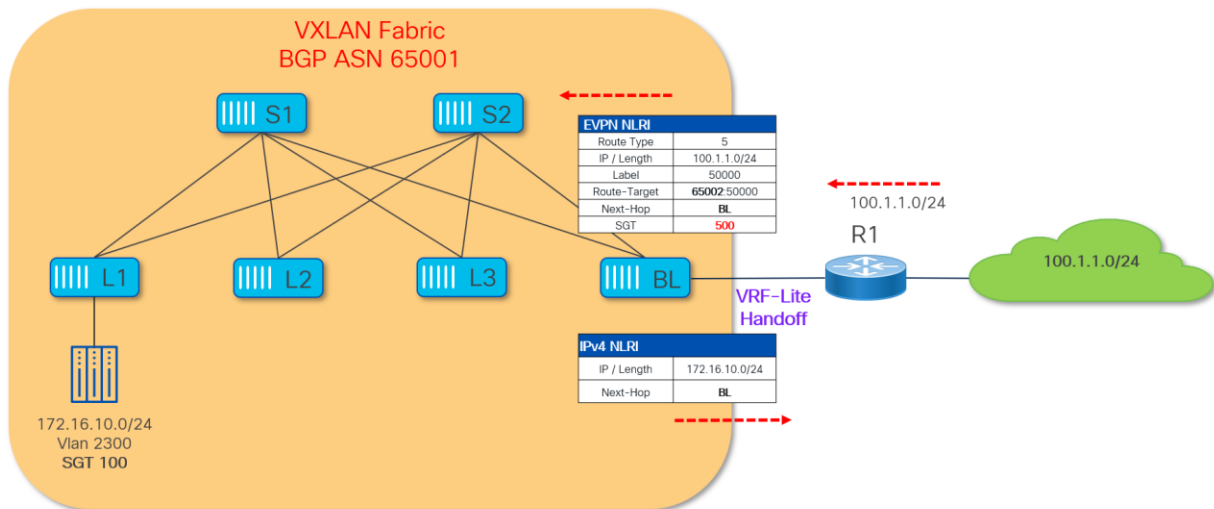 VXLAN Fabric
BGP ASN 65001
S1
S2
EVPN NLRI
Route Type 5
IP / Length 100.1.1.0/24
Label 50000
Route-Target 65002:50000
Next-Hop BL
SGT 500
100.1.1.0/24
R1
100.1.1.0/24
L1
L2
L3
BL
VRF-Lite
Handoff
IPv4 NLRI
IP / Length 172.16.10.0/24
Next-Hop BL
172.16.10.0/24
Vlan 2300
SGT 100